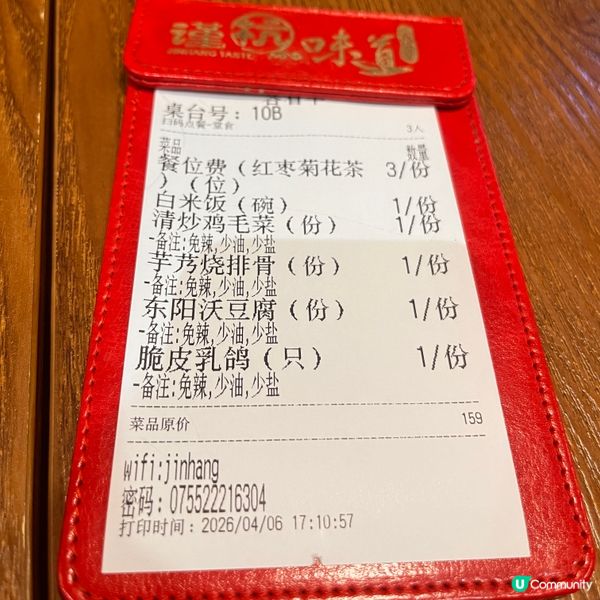 谨杭味道
JINHANG TASTE
桌台号：10B
扫码点餐-堂食
3人
菜品 数量
餐位费（红枣菊花茶 3/份
）（位）
白米饭（碗） 1/份
清炒鸡毛菜（份） 1/份
-备注:免辣,少油,少盐
芋艿烧排骨（份） 1/份
-备注:免辣,少油,少盐
东阳沃豆腐（份） 1/份
-备注:免辣,少油,少盐
脆皮乳鸽（只） 1/份
-备注:免辣,少油,少盐
菜品原价 159
wifi:jinhang
密码：075522216304
打印时间：2026/04/06 17:10:57
U Community